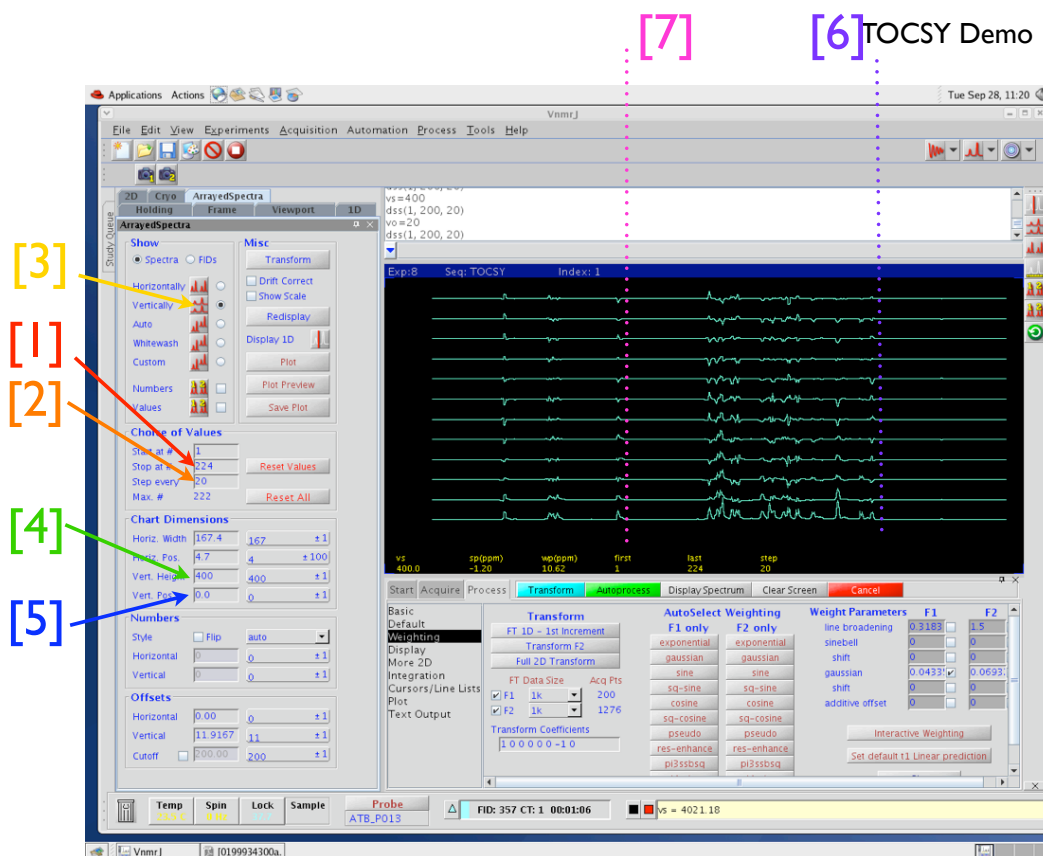 [7]
[6] TOCSY Demo
Applications Actions
Tue Sep 28, 11:20
VnmrJ
File Edit View Experiments Acquisition Automation Process Tools Help
1 2
Study Queue
2D Cryo ArrayedSpectra
Holding Frame Viewport 1D
ArrayedSpectra
Show
Spectra FIDs
Horizontally
[3]
Vertically
Auto
[1]
Whitewash
Custom
[2]
Numbers
Values
Misc
Transform
Drift Correct
Show Scale
Redisplay
Display 1D
Plot
Plot Preview
Save Plot
Choice of Values
Start at # 1
Stop at # 224 Reset Values
Step every 20
Max. # 222 Reset All
[4]
Chart Dimensions
Horiz. Width 167.4 167 ±1
Horiz. Pos. 4.7 4 ±100
Vert. Height 400 400 ±1
[5]
Vert. Pos. 0.0 0 ±1
Numbers
Style Flip auto
Horizontal 0 0 ±1
Vertical 0 0 ±1
Offsets
Horizontal 0.00 0 ±1
Vertical 11.9167 11 ±1
Cutoff 200.00 200 ±1
dss(1, 200, 20)
vs=400
dss(1, 200, 20)
vo=20
dss(1, 200, 20)
Exp:8 Seq: TOCSY Index: 1
vs sp(ppm) wp(ppm) first last step
400.0 -1.20 10.62 1 224 20
Start Acquire Process Transform Autoprocess Display Spectrum Clear Screen Cancel
Basic
Default
Weighting
Display
More 2D
Integration
Cursors/Line Lists
Plot
Text Output
Transform
FT 1D - 1st Increment
Transform F2
Full 2D Transform
FT Data Size Acq Pts
F1 1k 200
F2 1k 1276
Transform Coefficients
1 0 0 0 0 0 -1 0
AutoSelect Weighting
F1 only F2 only
exponential exponential
gaussian gaussian
sine sine
sq-sine sq-sine
cosine cosine
sq-cosine sq-cosine
pseudo pseudo
res-enhance res-enhance
pi3ssbsq pi3ssbsq
Weight Parameters F1 F2
line broadening 0.3183 1.5
sinebell 0 0
shift 0 0
gaussian 0.0433 0.0693
shift 0 0
additive offset 0 0
Interactive Weighting
Set default t1 Linear prediction
Temp Spin Lock Sample
Probe
ATB_P013
FID: 357 CT: 1 00:01:06
vs = 4021.18
VnmrJ
[0199934300a.